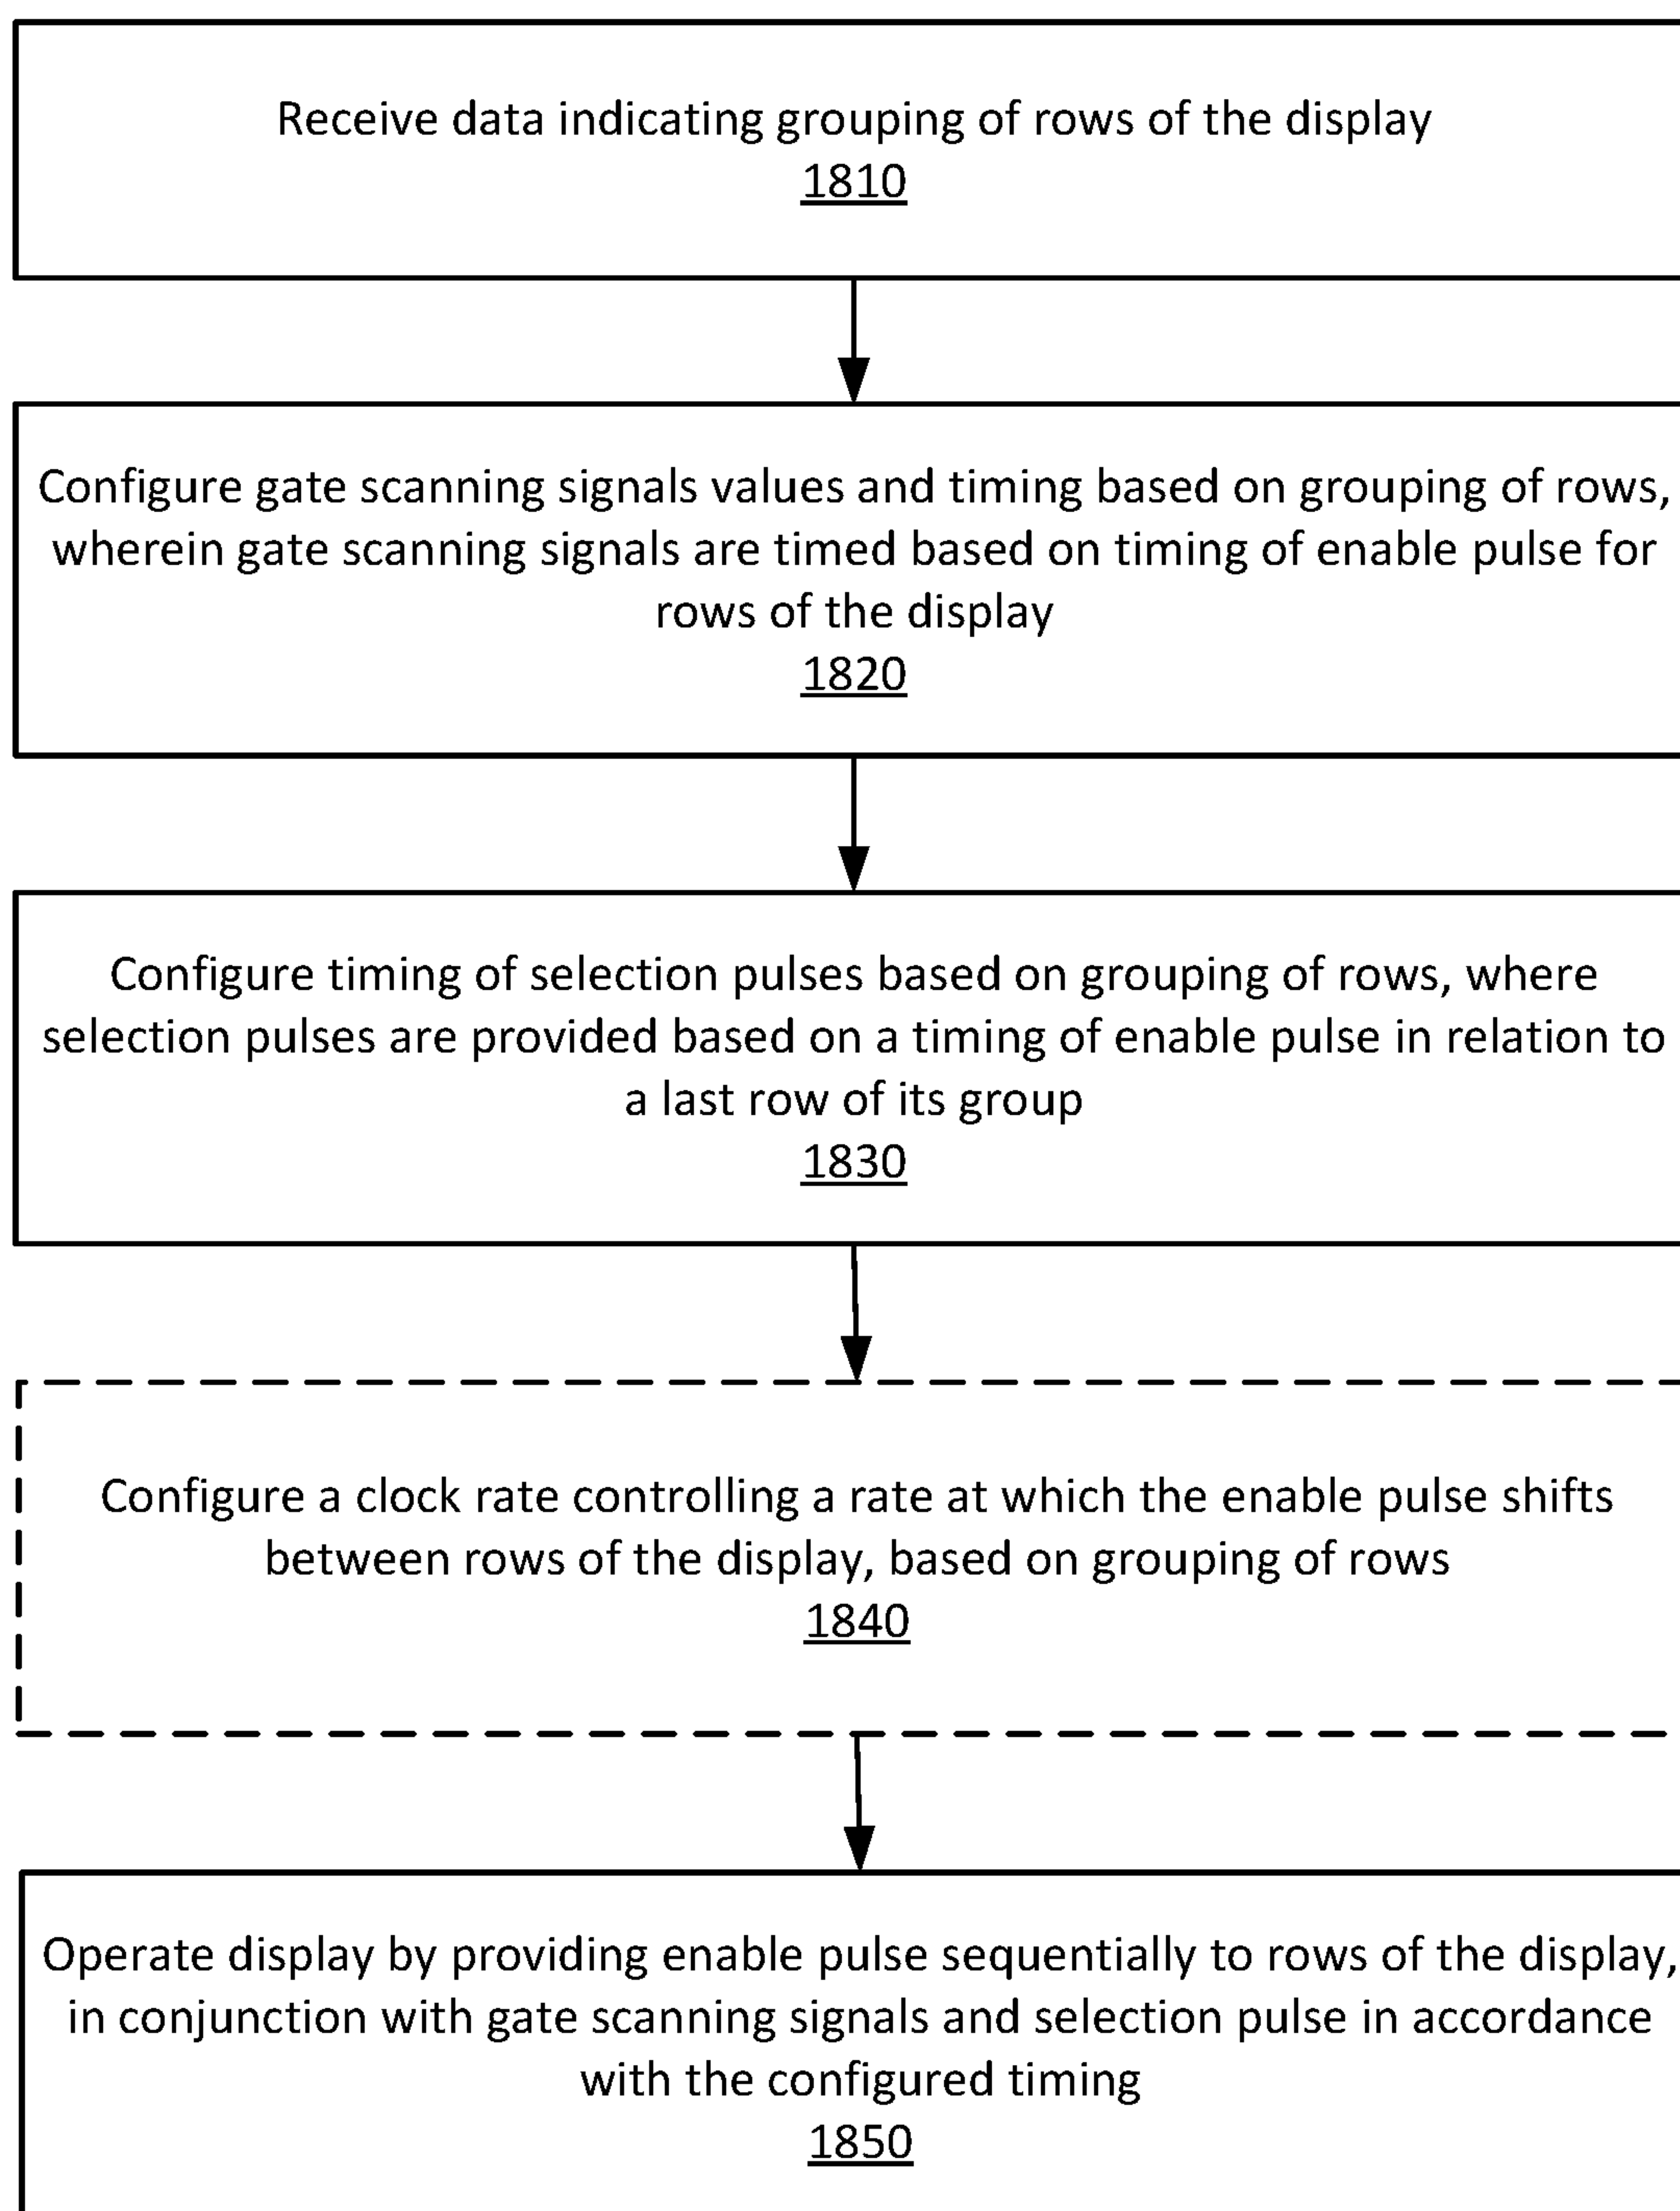 Receive data indicating grouping of rows of the display
1810
Configure gate scanning signals values and timing based on grouping of rows,
wherein gate scanning signals are timed based on timing of enable pulse for
rows of the display
1820
Configure timing of selection pulses based on grouping of rows, where
selection pulses are provided based on a timing of enable pulse in relation to
a last row of its group
1830
Configure a clock rate controlling a rate at which the enable pulse shifts
between rows of the display, based on grouping of rows
1840
Operate display by providing enable pulse sequentially to rows of the display,
in conjunction with gate scanning signals and selection pulse in accordance
with the configured timing
1850